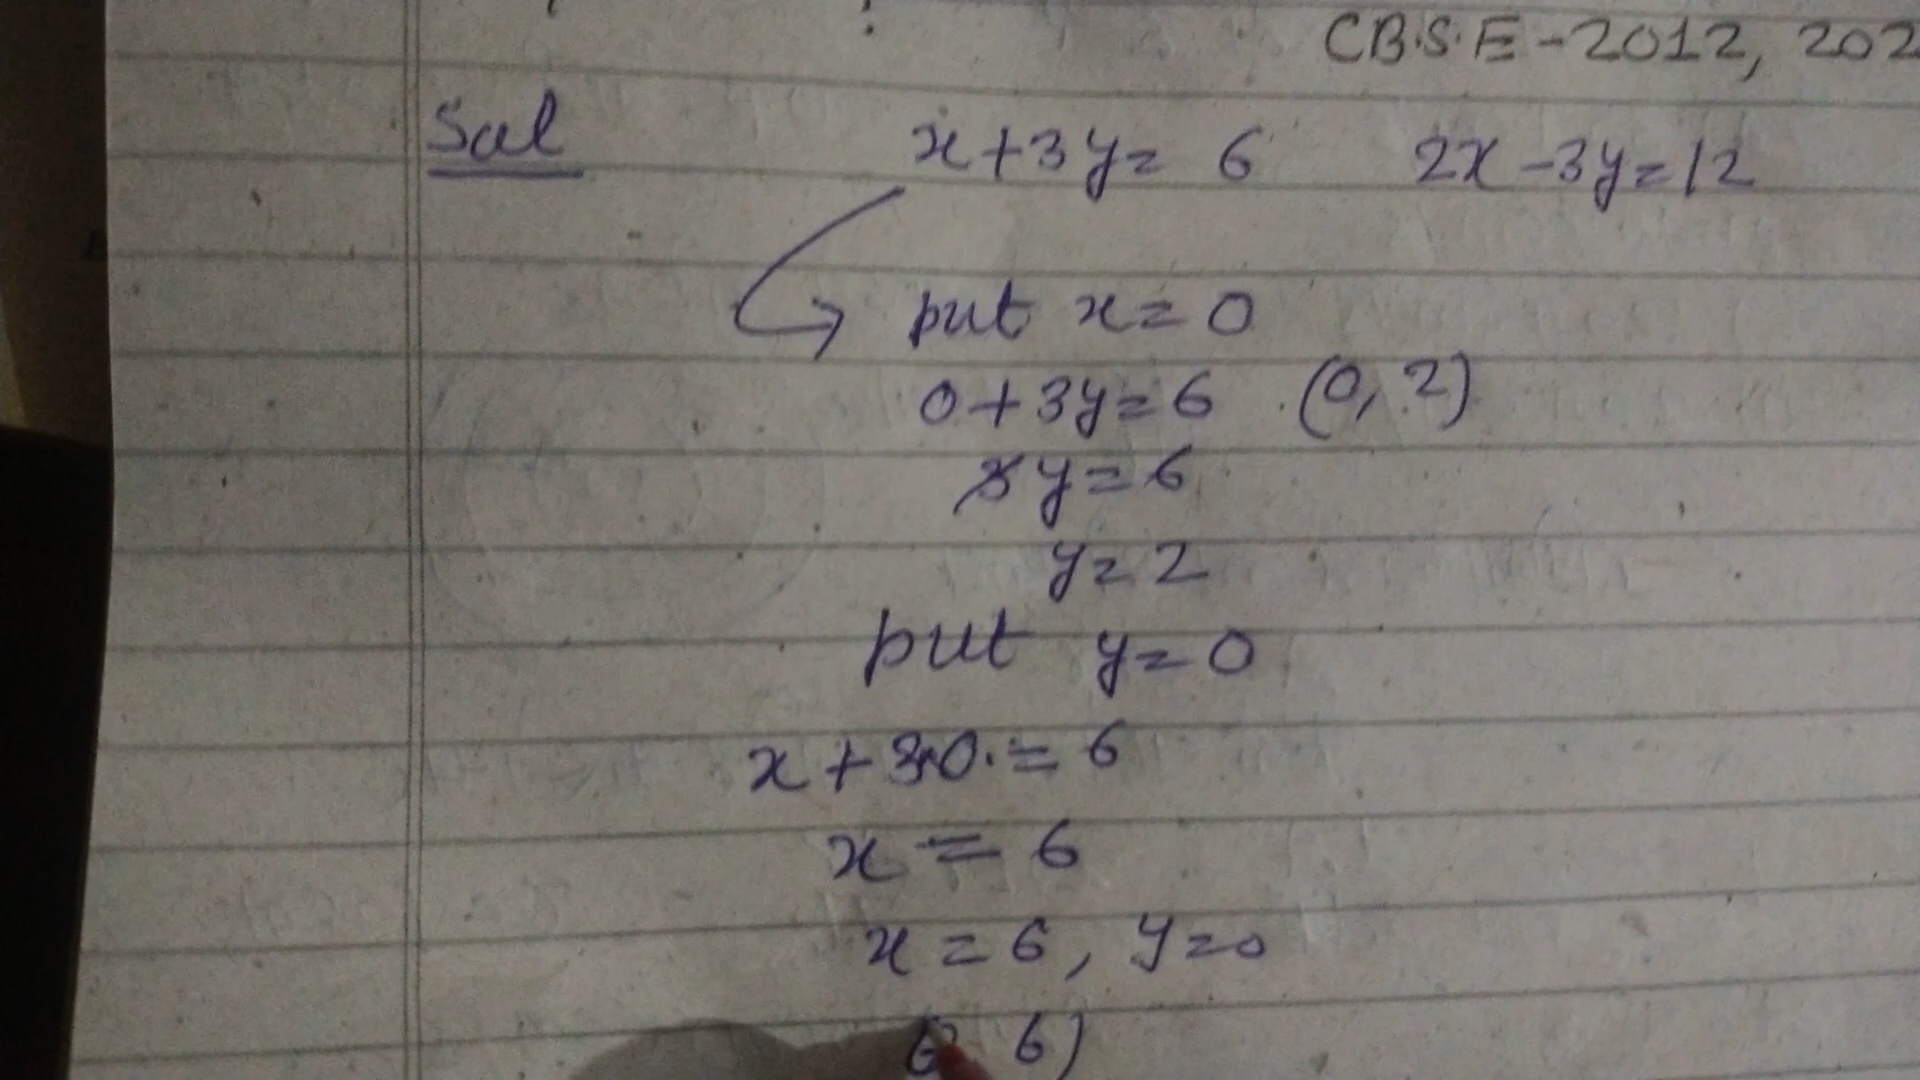 CB.S.E-2012, 202
Sol
x+3y= 6 2x-3y=12
put x=0
0+3y=6 (0, 2)
3y=6
y=2
put y=0
x+3×0.=6
x = 6
x = 6, y=0
6)